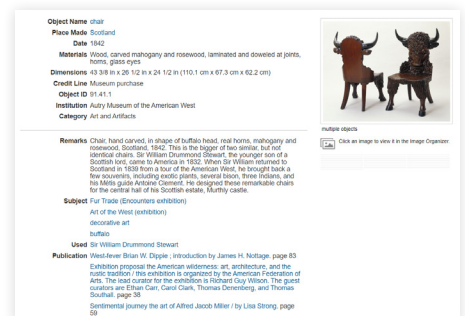 Object Name chair
Place Made Scotland
Date 1842
Materials Wood, carved mahogany and rosewood, laminated and doweled at joints,
horns, glass eyes
Dimensions 43 3/8 in x 26 1/2 in x 24 1/2 in (110.1 cm x 67.3 cm x 62.2 cm)
Credit Line Museum purchase
Object ID 91.41.1
Institution Autry Museum of the American West
Category Art and Artifacts
multiple objects
Click an image to view it in the Image Organizer
Remarks Chair, hand carved, in shape of buffalo head, real horns, mahogany and
rosewood, Scotland, 1842. This is the bigger of two similar, but not
identical chairs. Sir William Drummond Stewart, the younger son of a
Scottish lord, came to America in 1832. When Sir William returned to
Scotland in 1839 from a tour of the American West, he brought back a
few souvenirs, including exotic plants, several bison, three Indians, and
his Métis guide Antoine Clement. He designed these remarkable chairs
for the central hall of his Scottish estate, Murthly castle.
Subject Fur Trade (Encounters exhibition)
Art of the West (exhibition)
decorative art
buffalo
Used Sir William Drummond Stewart
Publication West-fever Brian W. Dippie ; introduction by James H. Nottage. page 83
Exhibition proposal the American wilderness: art, architecture, and the
rustic tradition / this exhibition is organized by the American Federation of
Arts. The lead curator for the exhibition is Richard Guy Wilson. The guest
curators are Ethan Carr, Carol Clark, Thomas Denenberg, and Thomas
Southall. page 38
Sentimental journey the art of Alfred Jacob Miller / by Lisa Strong. page
59